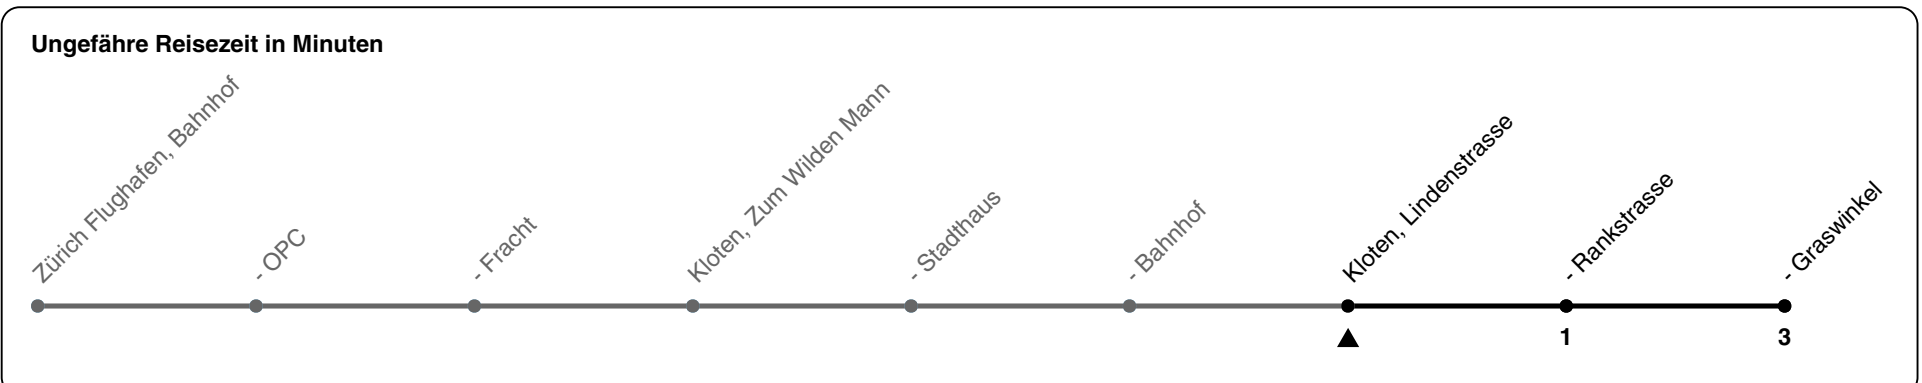 Ungefähre Reisezeit in Minuten
Zürich Flughafen, Bahnhof
- OPC
- Fracht
Kloten, Zum Wilden Mann
- Stadthaus
- Bahnhof
Kloten, Lindenstrasse
- Rankstrasse
- Graswinkel
1
3